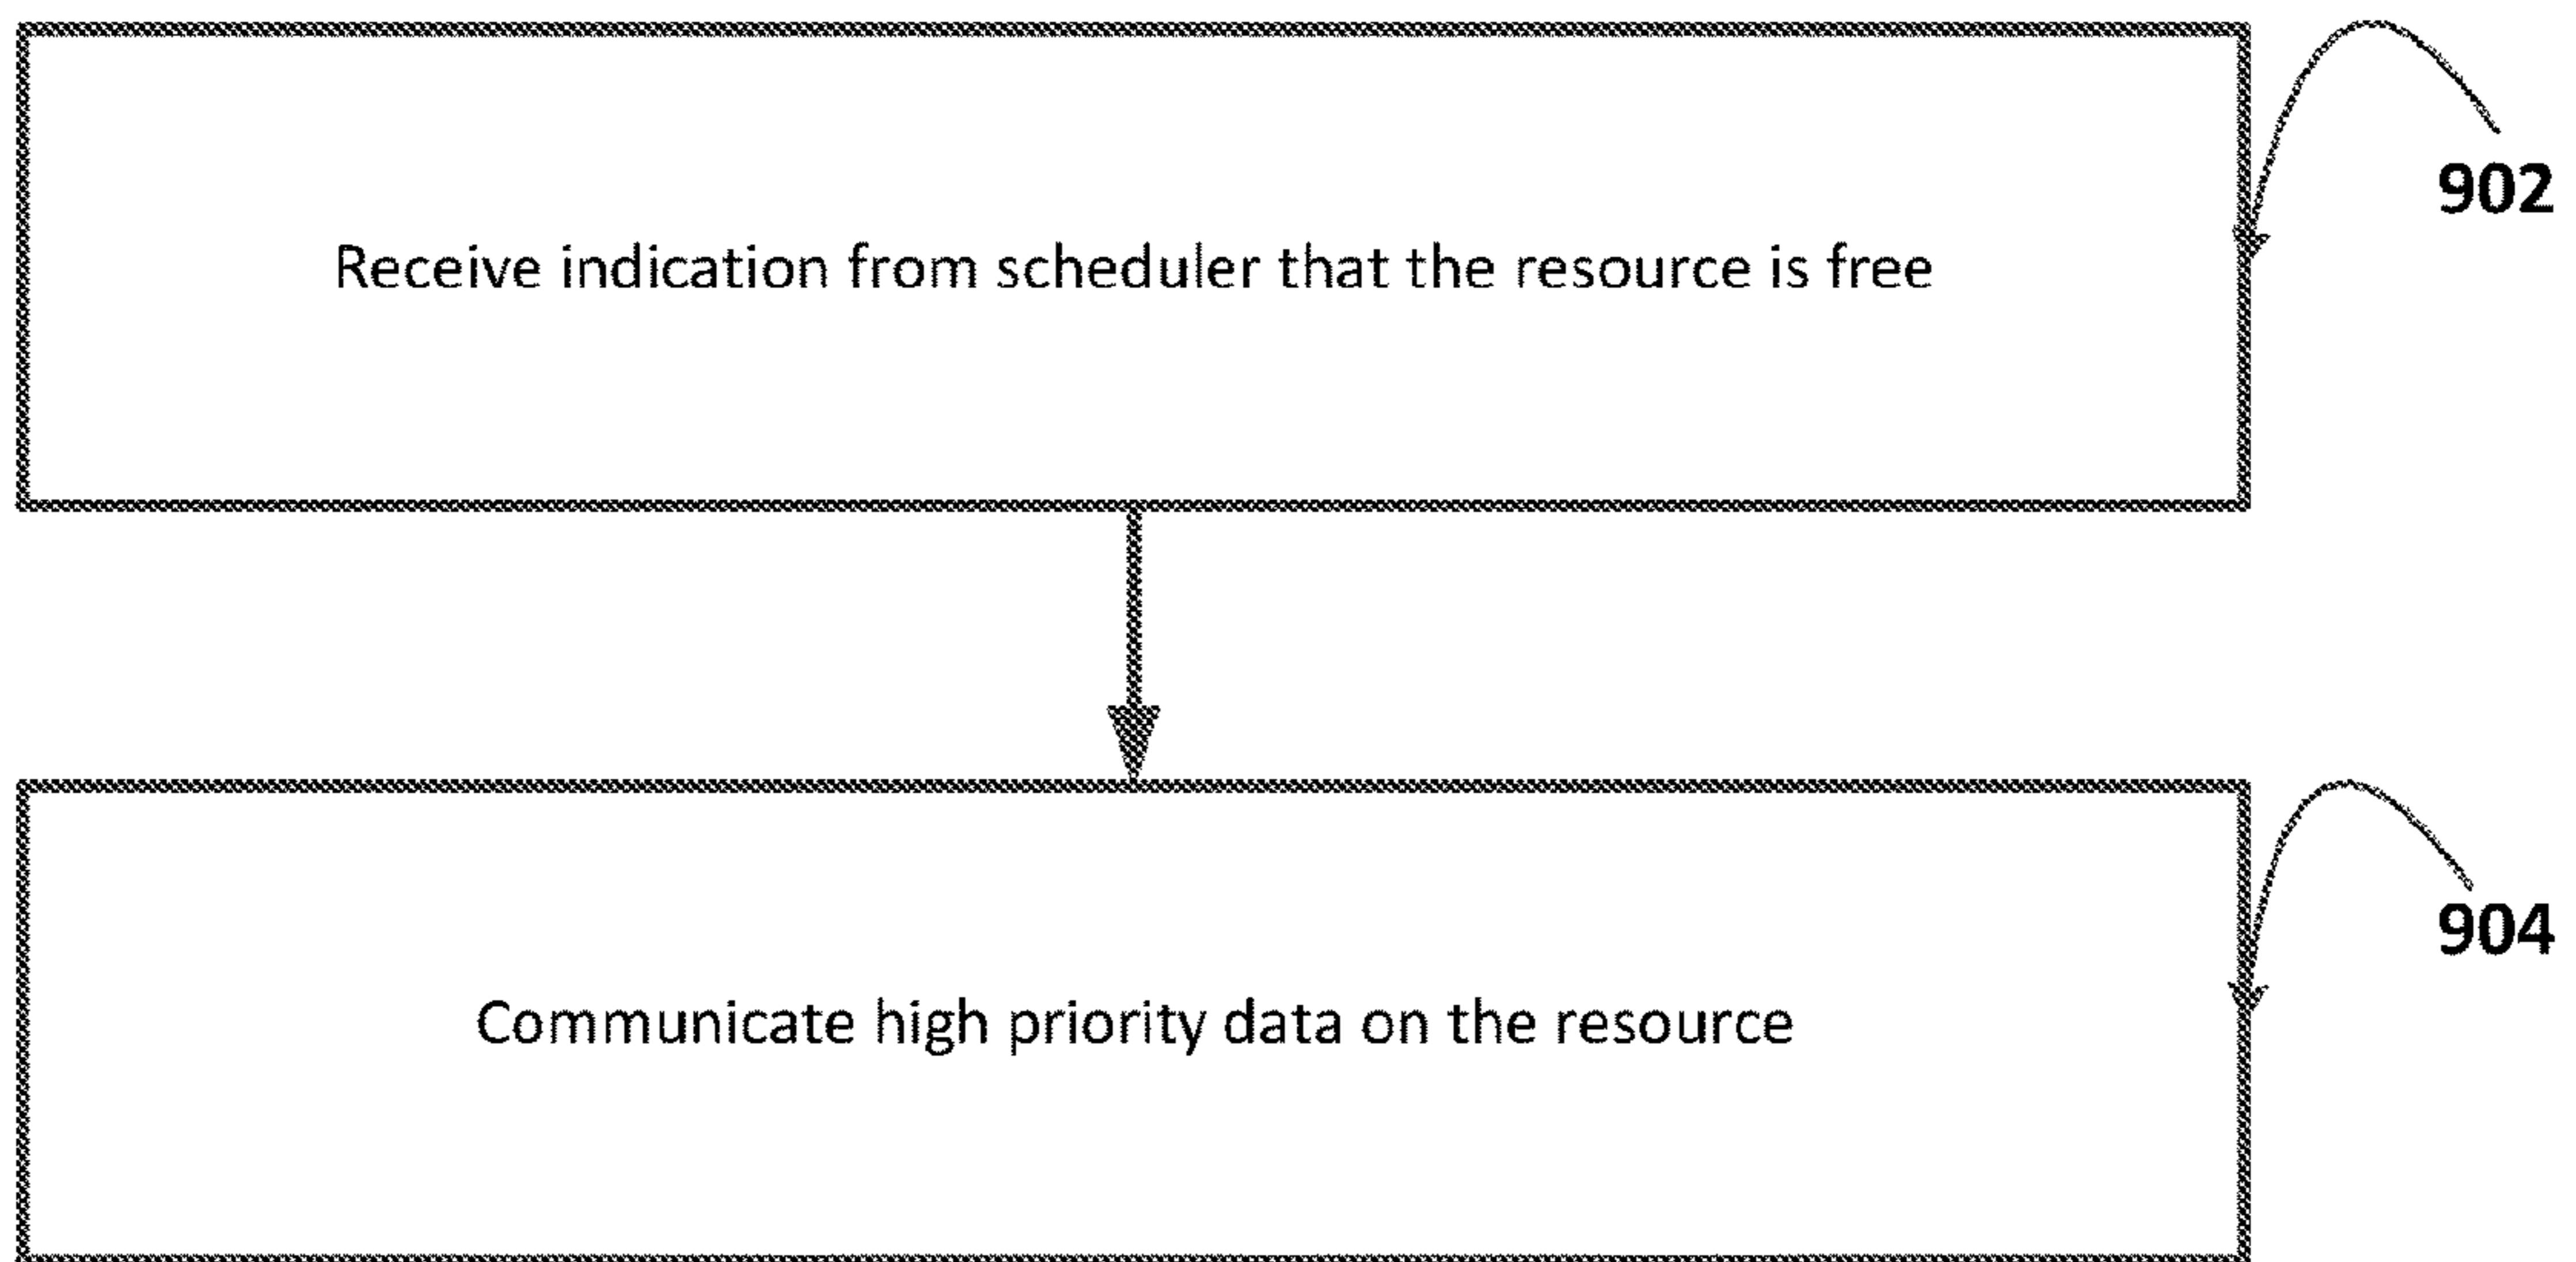 Receive indication from scheduler that the resource is free
902
Communicate high priority data on the resource
904